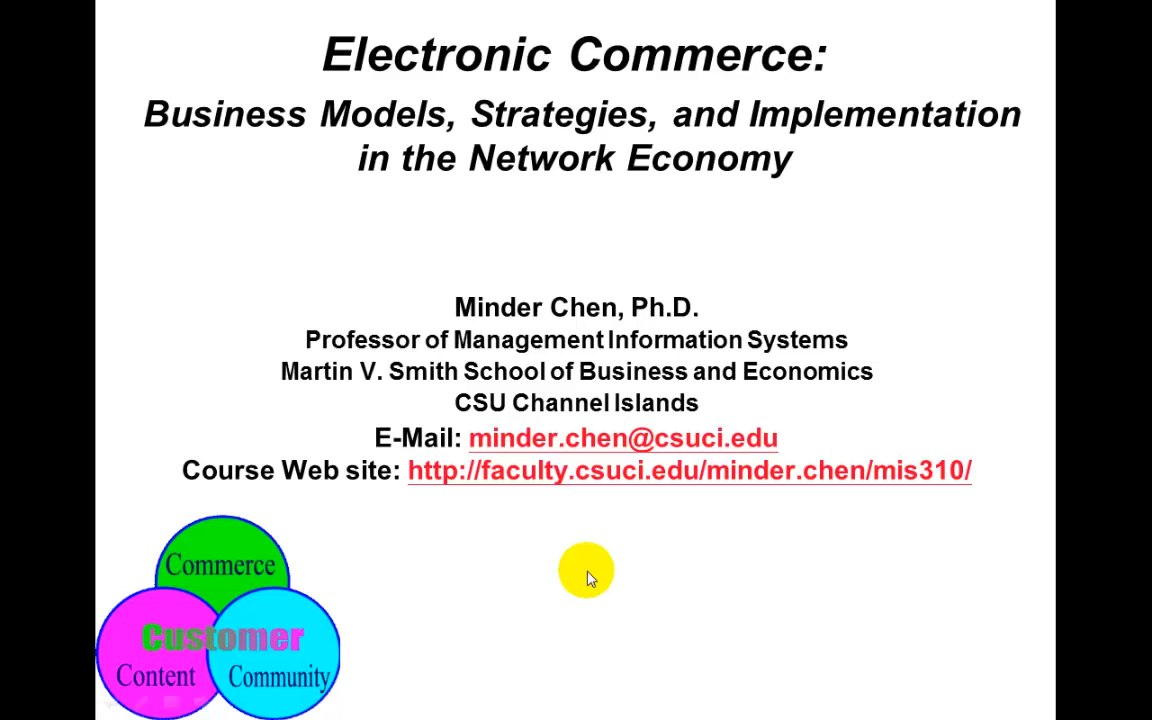 Electronic Commerce:
Business Models, Strategies, and Implementation
in the Network Economy
Minder Chen, Ph.D.
Professor of Management Information Systems
Martin V. Smith School of Business and Economics
CSU Channel Islands
E-Mail: minder.chen@csuci.edu
Course Web site: http://faculty.csuci.edu/minder.chen/mis310/
Commerce
Customer
Content
Community